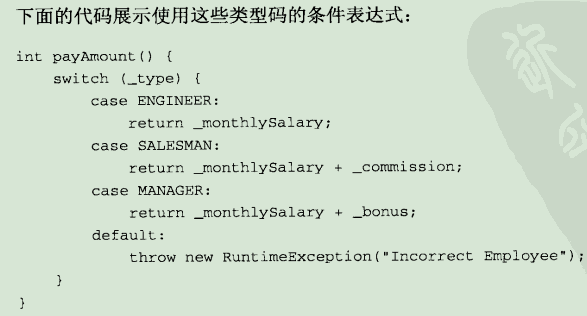 下面的代码展示使用这些类型码的条件表达式：
int payAmount() {
    switch (_type) {
        case ENGINEER:
            return _monthlySalary;
        case SALESMAN:
            return _monthlySalary + _commission;
        case MANAGER:
            return _monthlySalary + _bonus;
        default:
            throw new RuntimeException("Incorrect Employee");
    }
}